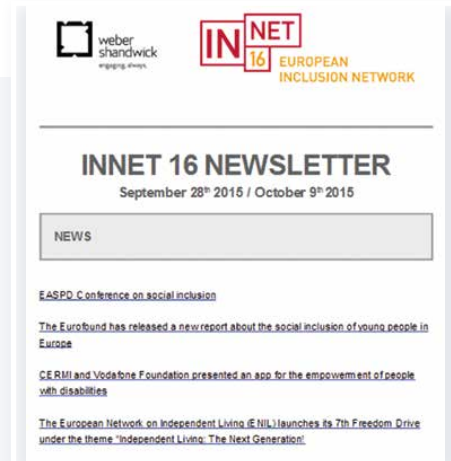 weber
shandwick
engaging, always.
INNET
16
EUROPEAN
INCLUSION NETWORK
INNET 16 NEWSLETTER
September 28th 2015 / October 9th 2015
NEWS
EASPD Conference on social inclusion
The Eurofound has released a new report about the social inclusion of young people in
Europe
CERMI and Vodafone Foundation presented an app for the empowerment of people
with disabilities
The European Network on Independent Living (ENIL) launches its 7th Freedom Drive
under the theme "Independent Living: The Next Generation!